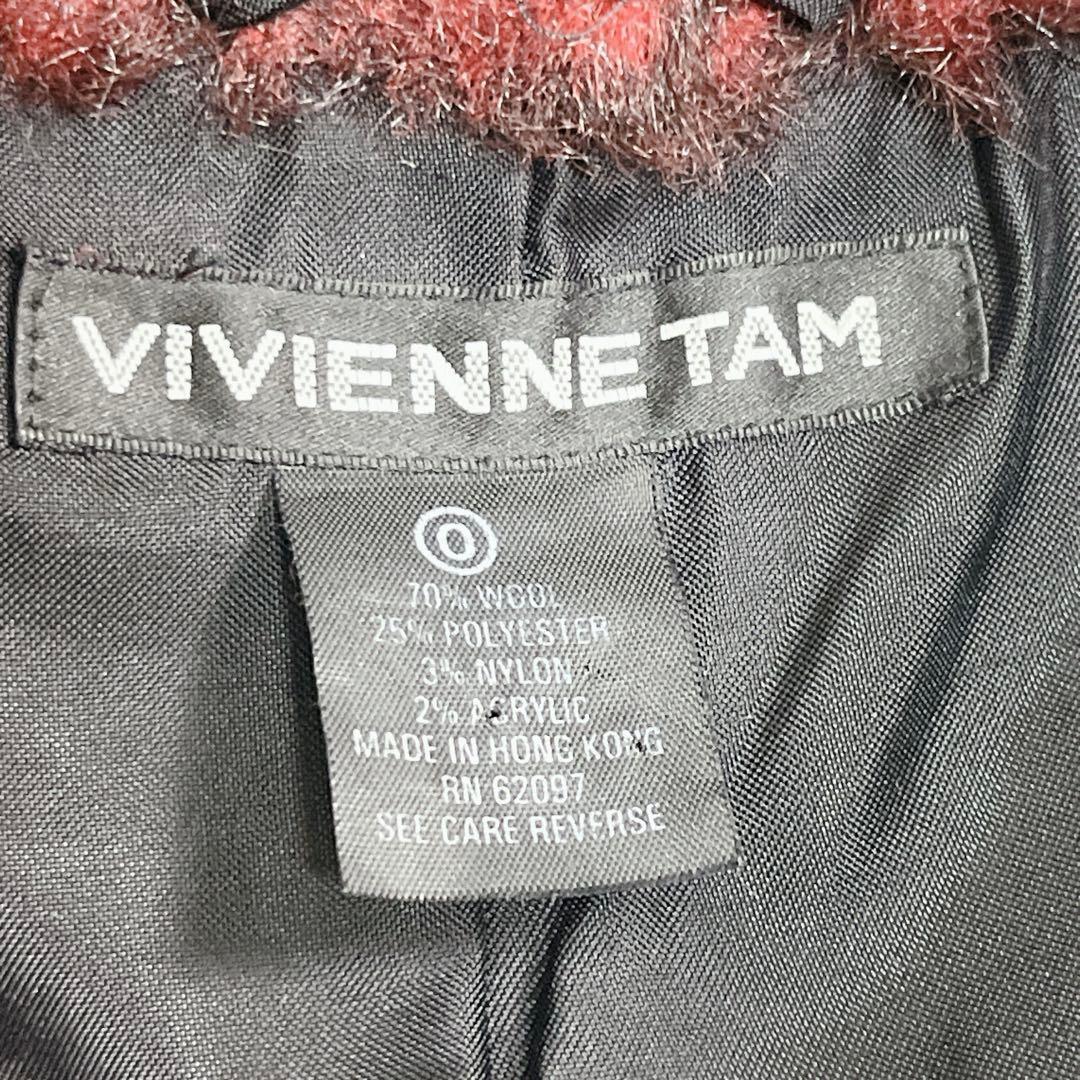 VIVIENNE TAM
0
70% WOOL
25% POLYESTER
3% NYLON
2% ACRYLIC
MADE IN HONG KONG
RN 62097
SEE CARE REVERSE